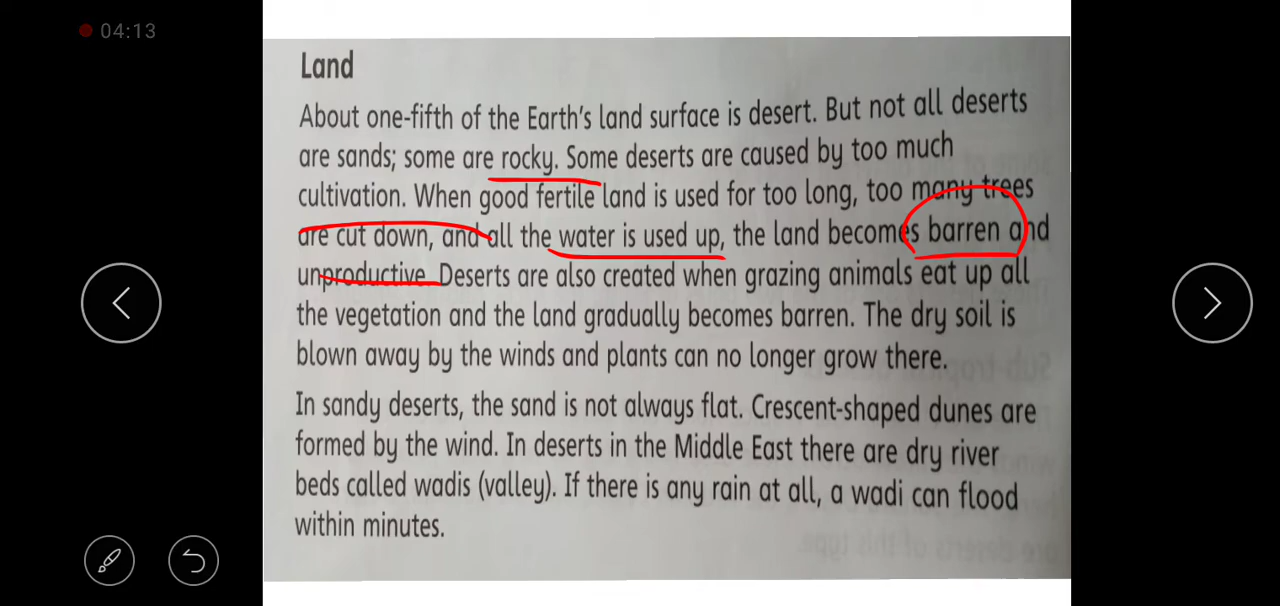 04:13
Land
About one-fifth of the Earth's land surface is desert. But not all deserts
are sands; some are rocky. Some deserts are caused by too much
cultivation. When good fertile land is used for too long, too many trees
are cut down, and all the water is used up, the land becomes barren and
unproductive. Deserts are also created when grazing animals eat up all
the vegetation and the land gradually becomes barren. The dry soil is
blown away by the winds and plants can no longer grow there.
In sandy deserts, the sand is not always flat. Crescent-shaped dunes are
formed by the wind. In deserts in the Middle East there are dry river
beds called wadis (valley). If there is any rain at all, a wadi can flood
within minutes.